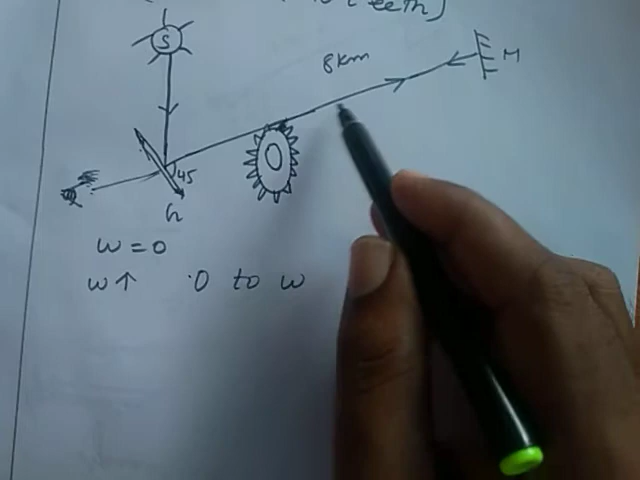 teeth)
S
8km
M
45
G
w = 0
w↑ 0 to w